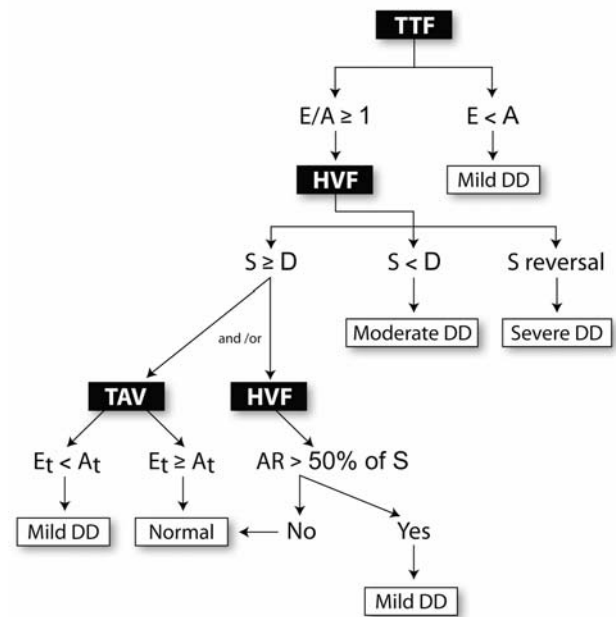 TTF
E/A ≥ 1
E < A
HVF
Mild DD
S ≥ D
S < D
S reversal
Moderate DD
Severe DD
and /or
TAV
HVF
Et < At
Et ≥ At
AR > 50% of S
Mild DD
Normal
No
Yes
Mild DD